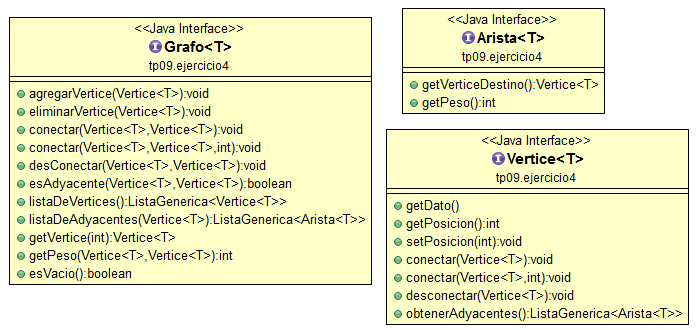 <<Java Interface>>
Grafo<T>
tp09.ejercicio4
agregarVertice(Vertice<T>):void
eliminarVertice(Vertice<T>):void
conectar(Vertice<T>,Vertice<T>):void
conectar(Vertice<T>,Vertice<T>,int):void
desConectar(Vertice<T>,Vertice<T>):void
esAdyacente(Vertice<T>,Vertice<T>):boolean
listaDeVertices():ListaGenerica<Vertice<T>>
listaDeAdyacentes(Vertice<T>):ListaGenerica<Arista<T>>
getVertice(int):Vertice<T>
getPeso(Vertice<T>,Vertice<T>):int
esVacio():boolean
<<Java Interface>>
Arista<T>
tp09.ejercicio4
getVerticeDestino():Vertice<T>
getPeso():int
<<Java Interface>>
Vertice<T>
tp09.ejercicio4
getDato()
getPosicion():int
setPosicion(int):void
conectar(Vertice<T>):void
conectar(Vertice<T>,int):void
desconectar(Vertice<T>):void
obtenerAdyacentes():ListaGenerica<Arista<T>>